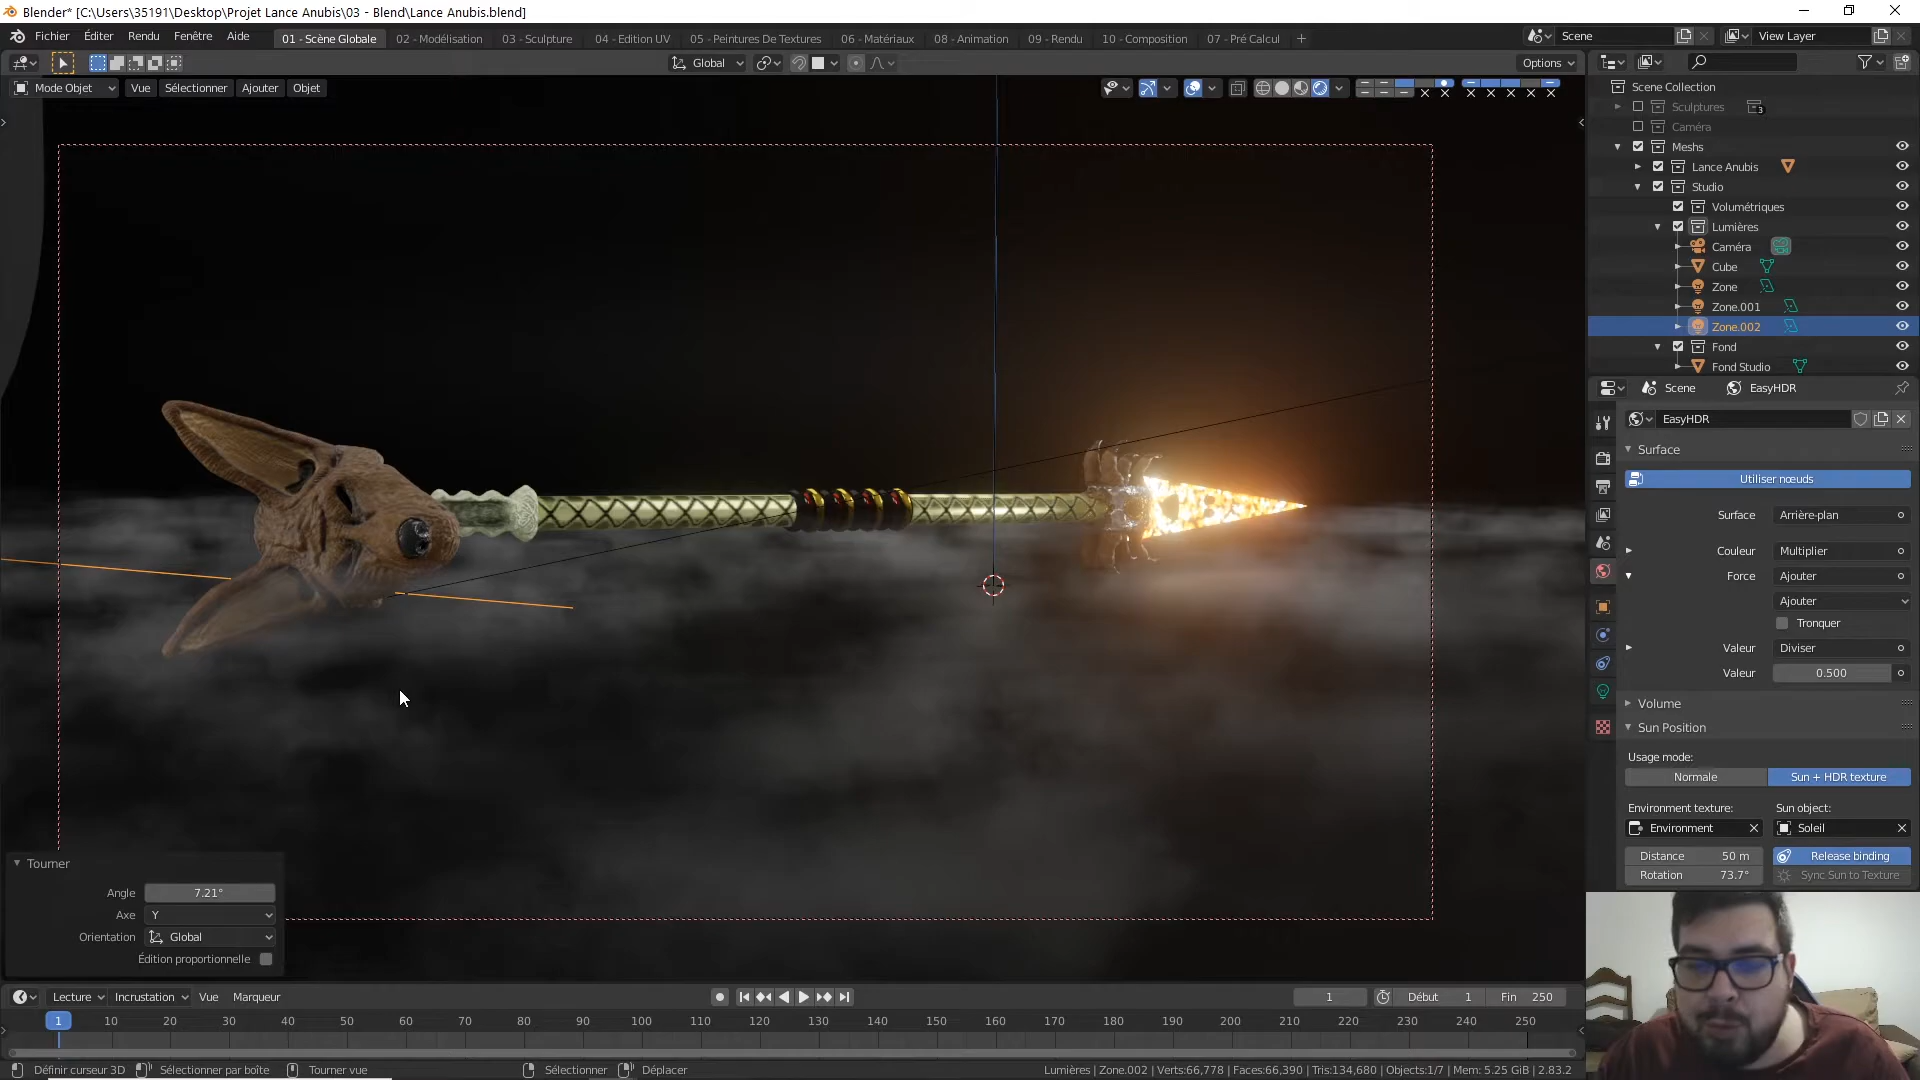 Blender* [C:\Users\35191\Desktop\Projet Lance Anubis\03 - Blend\Lance Anubis.blend]
Fichier Éditer Rendu Fenêtre Aide 01 - Scène Globale 02 - Modélisation 03 - Sculpture 04 - Edition UV 05 - Peintures De Textures 06 - Matériaux 08 - Animation 09 - Rendu 10 - Composition 07 - Pré Calcul + Scene View Layer
Global Options
Mode Objet Vue Sélectionner Ajouter Objet
Scene Collection
Sculptures 3
Caméra
Meshs
Lance Anubis
Studio
Volumétriques
Lumières
Caméra
Cube
Zone
Zone.001
Zone.002
Fond
Fond Studio
Scene EasyHDR
EasyHDR
Surface
Utiliser nœuds
Surface Arrière-plan
Couleur Multiplier
Force Ajouter
Ajouter
Tronquer
Valeur Diviser
Valeur 0.500
Volume
Sun Position
Usage mode:
Normale Sun + HDR texture
Environment texture: Sun object:
Environment Soleil
Distance 50 m Release binding
Rotation 73.7° Sync Sun to Texture
Tourner
Angle 7.21°
Axe Y
Orientation Global
Édition proportionnelle
Lecture Incrustation Vue Marqueur 1 Début 1 Fin 250
1 10 20 30 40 50 60 70 80 90 100 110 120 130 140 150 160 170 180 190 200 210 220 230 240 250
Définir curseur 3D Sélectionner par boîte Tourner vue Sélectionner Déplacer Lumières | Zone.002 | Verts:66,778 | Faces:66,390 | Tris:134,680 | Objects:1/7 | Mem: 5.25 GiB | 2.83.2